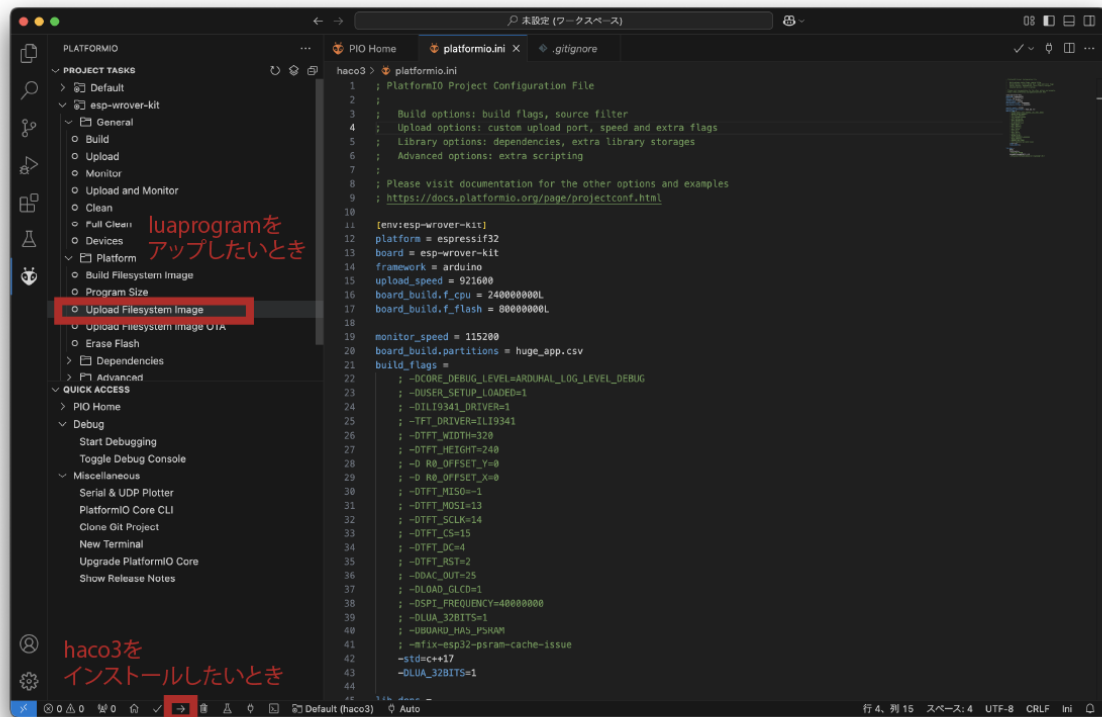 未設定 (ワークスペース)
PLATFORMIO
PIO Home
platformio.ini
.gitignore
PROJECT TASKS
Default
esp-wrover-kit
General
Build
Upload
Monitor
Upload and Monitor
Clean
Full Clean
Devices
Platform
Build Filesystem Image
Program Size
Upload Filesystem Image
Upload Filesystem Image OTA
Erase Flash
Dependencies
Advanced
luaprogramを
アップしたいとき
QUICK ACCESS
PIO Home
Debug
Start Debugging
Toggle Debug Console
Miscellaneous
Serial & UDP Plotter
PlatformIO Core CLI
Clone Git Project
New Terminal
Upgrade PlatformIO Core
Show Release Notes
haco3を
インストールしたいとき
haco3 > platformio.ini
1 ; PlatformIO Project Configuration File
2 ;
3 ;   Build options: build flags, source filter
4 ;   Upload options: custom upload port, speed and extra flags
5 ;   Library options: dependencies, extra library storages
6 ;   Advanced options: extra scripting
7 ;
8 ; Please visit documentation for the other options and examples
9 ; https://docs.platformio.org/page/projectconf.html
10
11 [env:esp-wrover-kit]
12 platform = espressif32
13 board = esp-wrover-kit
14 framework = arduino
15 upload_speed = 921600
16 board_build.f_cpu = 240000000L
17 board_build.f_flash = 80000000L
18
19 monitor_speed = 115200
20 board_build.partitions = huge_app.csv
21 build_flags =
22 ; -DCORE_DEBUG_LEVEL=ARDUHAL_LOG_LEVEL_DEBUG
23 ; -DUSER_SETUP_LOADED=1
24 ; -DILI9341_DRIVER=1
25 ; -TFT_DRIVER=ILI9341
26 ; -DTFT_WIDTH=320
27 ; -DTFT_HEIGHT=240
28 ; -D R0_OFFSET_Y=0
29 ; -D R0_OFFSET_X=0
30 ; -DTFT_MISO=-1
31 ; -DTFT_MOSI=13
32 ; -DTFT_SCLK=14
33 ; -DTFT_CS=15
34 ; -DTFT_DC=4
35 ; -DTFT_RST=2
36 ; -DDAC_OUT=25
37 ; -DLOAD_GLCD=1
38 ; -DSPI_FREQUENCY=40000000
39 ; -DLUA_32BITS=1
40 ; -DBOARD_HAS_PSRAM
41 ; -mfix-esp32-psram-cache-issue
42 -std=c++17
43 -DLUA_32BITS=1
44
45 lib_deps =
0 0 0 Default (haco3) Auto
行 4、列 15 スペース: 4 UTF-8 CRLF Ini